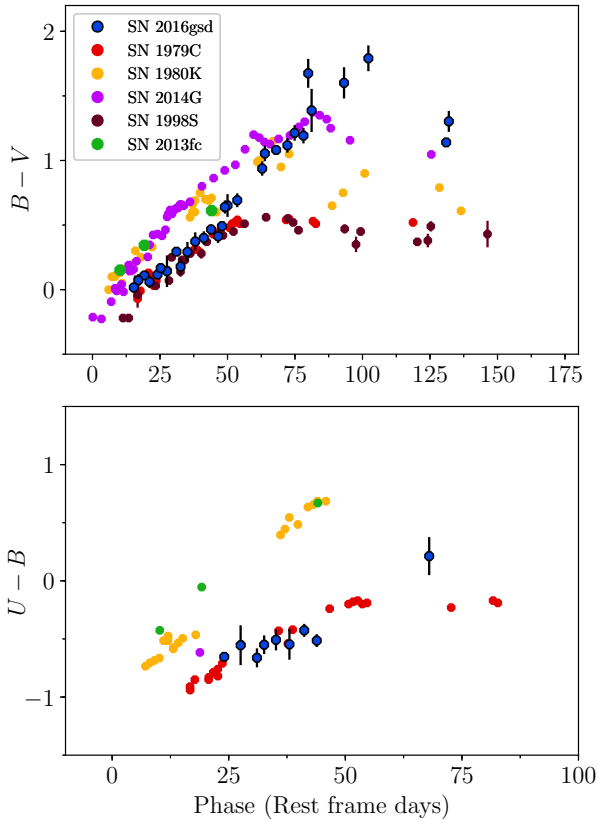 2
1
0
B − V
SN 2016gsd
SN 1979C
SN 1980K
SN 2014G
SN 1998S
SN 2013fc
0 25 50 75 100 125 150 175
1
0
−1
U − B
0 25 50 75 100
Phase (Rest frame days)